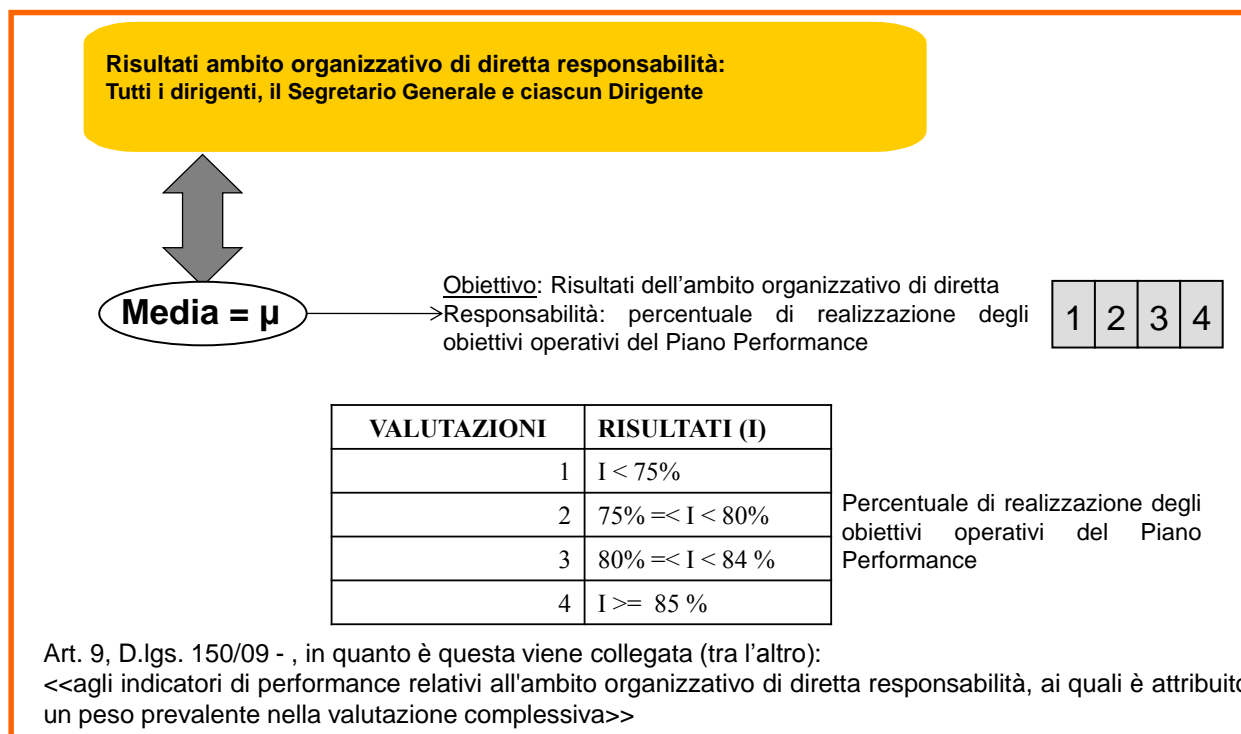 Risultati ambito organizzativo di diretta responsabilità:
Tutti i dirigenti, il Segretario Generale e ciascun Dirigente
Media = µ
Obiettivo: Risultati dell'ambito organizzativo di diretta
Responsabilità: percentuale di realizzazione degli
obiettivi operativi del Piano Performance
1 2 3 4
VALUTAZIONI RISULTATI (I)
1 I < 75%
2 75% =< I < 80%
3 80% =< I < 84 %
4 I >= 85 %
Percentuale di realizzazione degli
obiettivi operativi del Piano
Performance
Art. 9, D.lgs. 150/09 - , in quanto è questa viene collegata (tra l'altro):
<<agli indicatori di performance relativi all'ambito organizzativo di diretta responsabilità, ai quali è attribuito
un peso prevalente nella valutazione complessiva>>